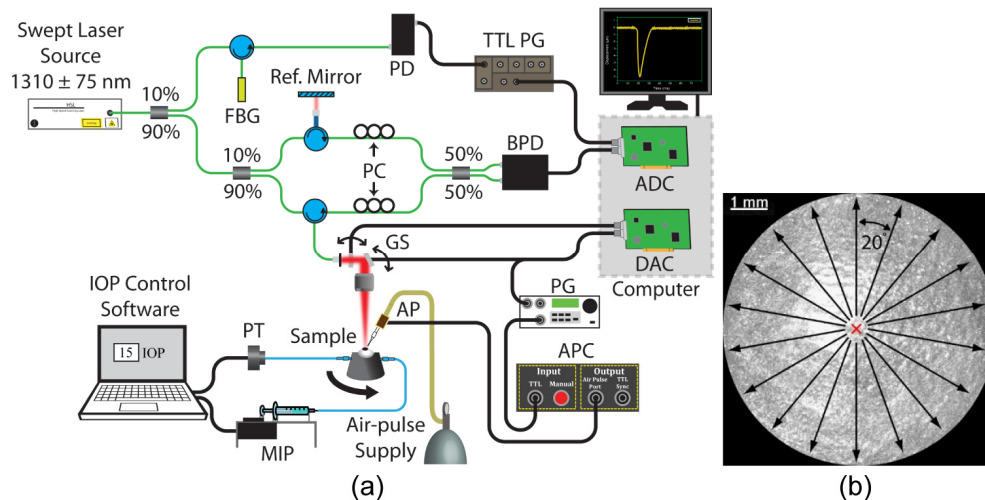 Swept Laser
Source
1310 ± 75 nm
10%
90%
FBG
PD
TTL PG
Ref. Mirror
10%
90%
PC
50%
50%
BPD
ADC
DAC
Computer
GS
PG
IOP Control
Software
15 IOP
PT
MIP
Sample
AP
Air-pulse
Supply
APC
Input
Output
TTL
Manual
Air Pulse
Port
TTL
Sync
(a)
1 mm
20°
(b)